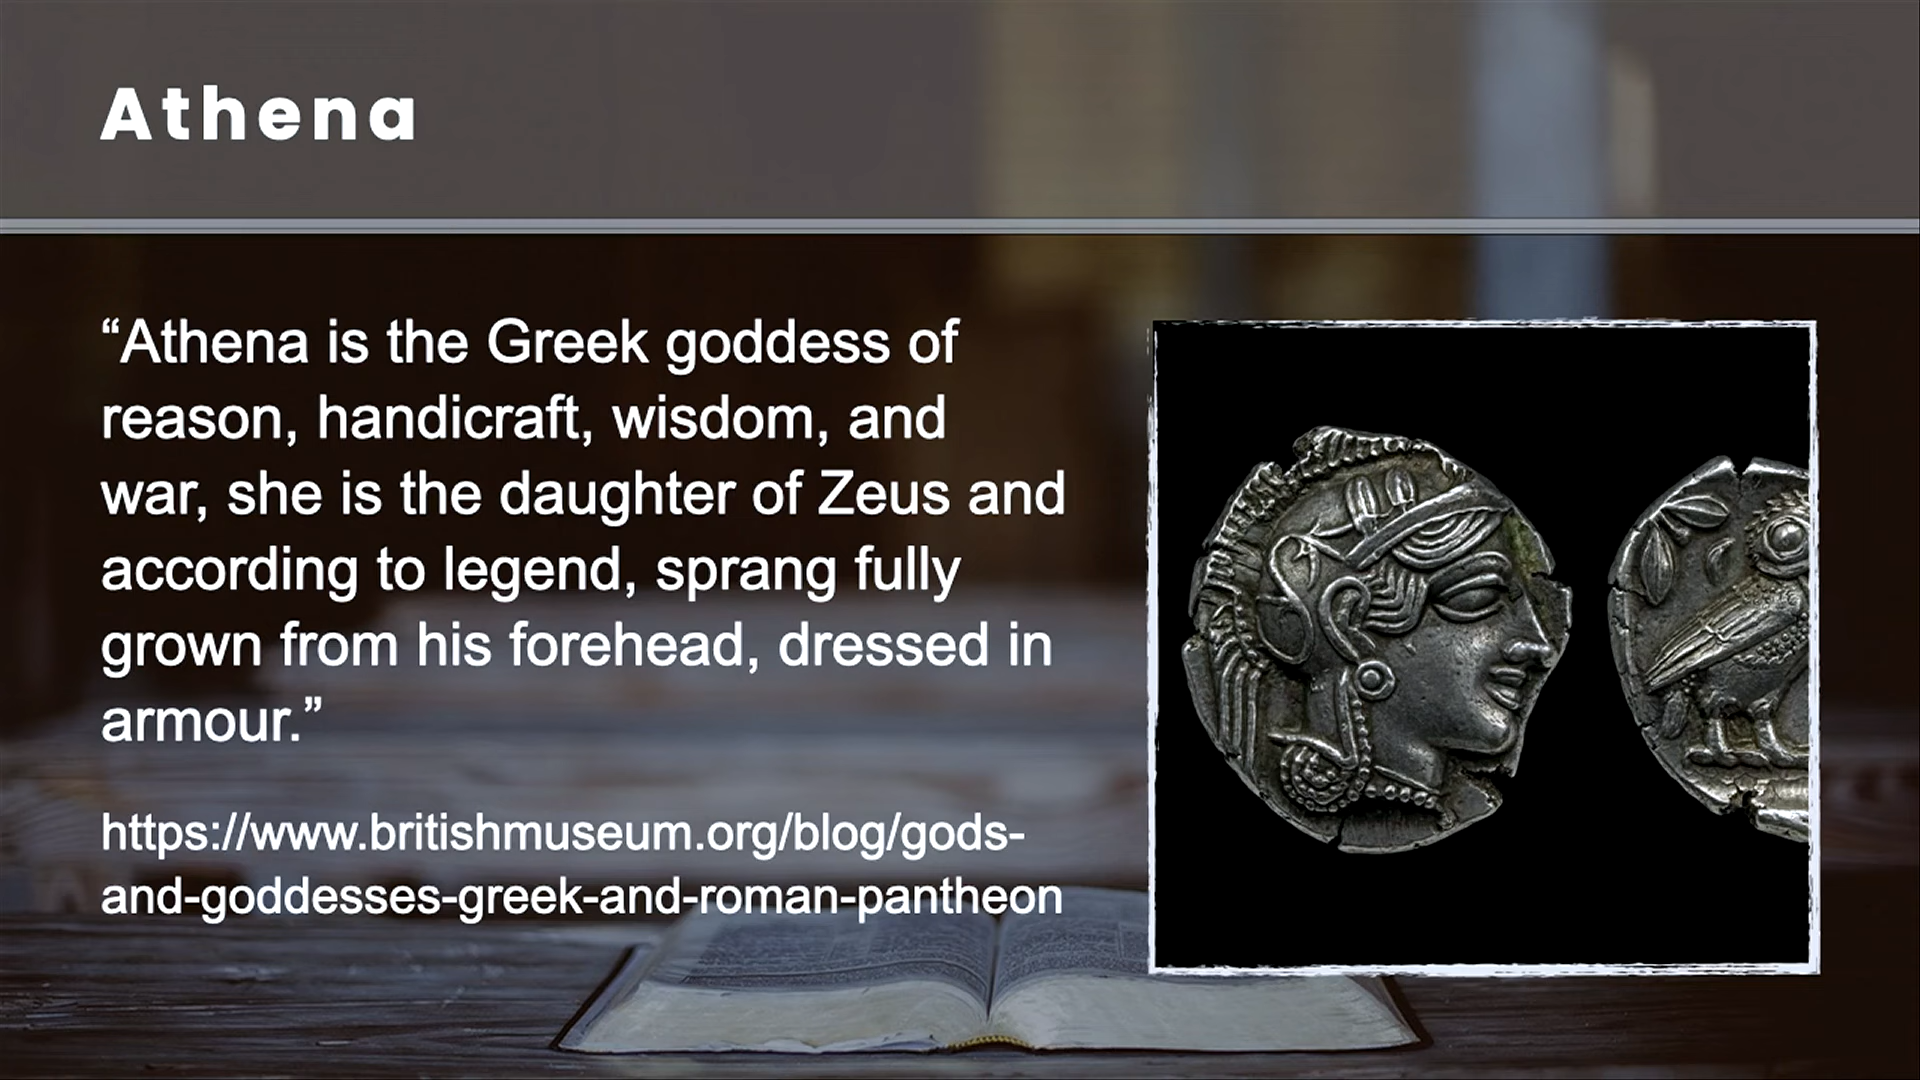 Athena
“Athena is the Greek goddess of
reason, handicraft, wisdom, and
war, she is the daughter of Zeus and
according to legend, sprang fully
grown from his forehead, dressed in
armour.”
https://www.britishmuseum.org/blog/gods-
and-goddesses-greek-and-roman-pantheon